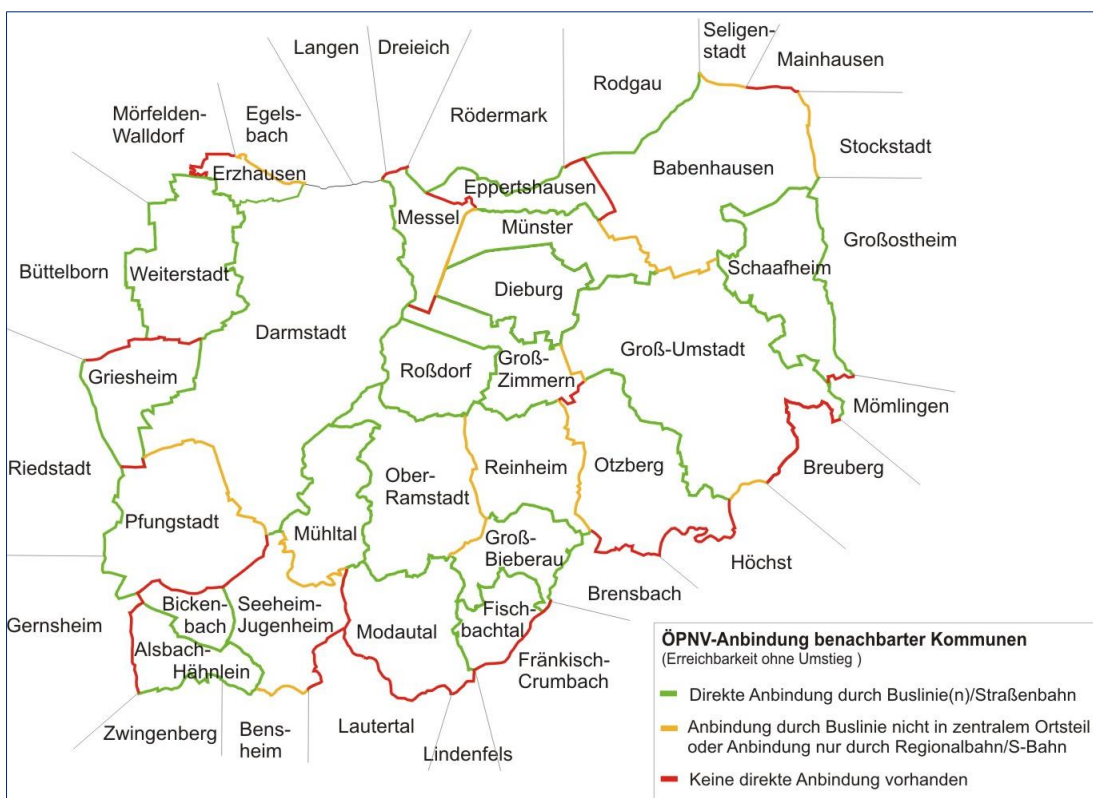 Seligen-
stadt
Langen
Dreieich
Mainhausen
Rodgau
Mörfelden-
Walldorf
Egels-
bach
Rödermark
Stockstadt
Erzhausen
Babenhausen
Eppertshausen
Messel
Münster
Großostheim
Büttelborn
Weiterstadt
Schaafheim
Dieburg
Darmstadt
Groß-Umstadt
Griesheim
Roßdorf
Groß-
Zimmern
Mömlingen
Riedstadt
Ober-
Ramstadt
Reinheim
Otzberg
Breuberg
Pfungstadt
Mühltal
Groß-
Bieberau
Höchst
Brensbach
Gernsheim
Bicken-
bach
Seeheim-
Jugenheim
Modautal
Fisch-
bachtal
Alsbach-
Hähnlein
Fränkisch-
Crumbach
Zwingenberg
Bens-
heim
Lautertal
Lindenfels
ÖPNV-Anbindung benachbarter Kommunen
(Erreichbarkeit ohne Umstieg )
Direkte Anbindung durch Buslinie(n)/Straßenbahn
Anbindung durch Buslinie nicht in zentralem Ortsteil
oder Anbindung nur durch Regionalbahn/S-Bahn
Keine direkte Anbindung vorhanden